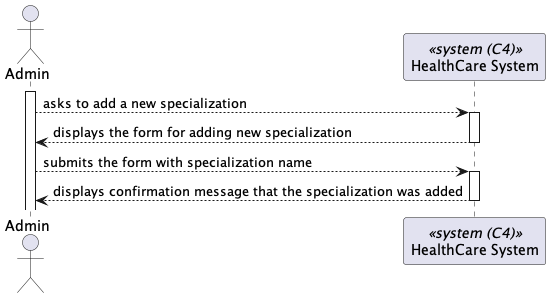 Admin
«system (C4)»
HealthCare System
asks to add a new specialization
displays the form for adding new specialization
submits the form with specialization name
displays confirmation message that the specialization was added
Admin
«system (C4)»
HealthCare System